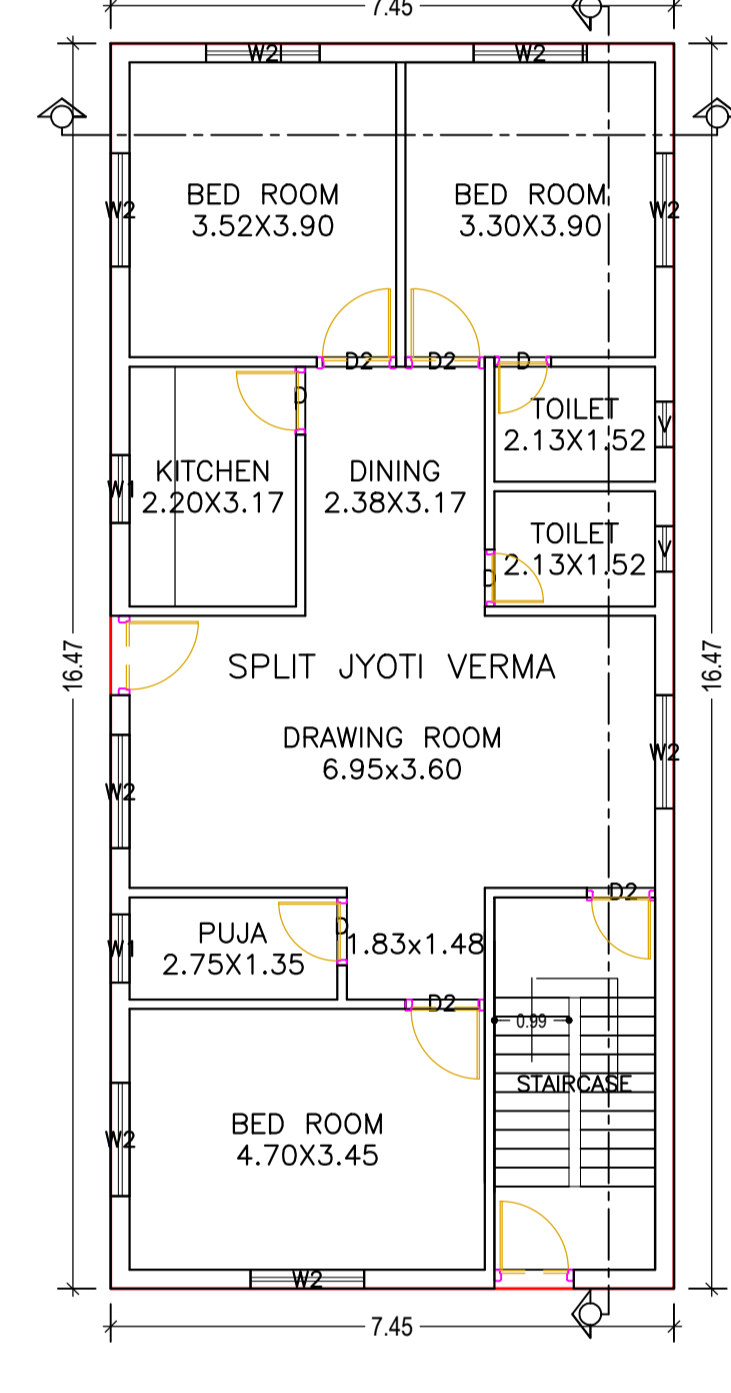 7.45
W2
W2
BED ROOM
3.52X3.90
BED ROOM
3.30X3.90
W2
W2
D2
D2
D
D
TOILET
2.13X1.52
V
KITCHEN
2.20X3.17
W1
DINING
2.38X3.17
TOILET
2.13X1.52
V
D
16.47
16.47
SPLIT JYOTI VERMA
DRAWING ROOM
6.95x3.60
W2
W2
D2
PUJA
2.75X1.35
W1
D
1.83x1.48
D2
0.99
STAIRCASE
BED ROOM
4.70X3.45
W2
W2
7.45